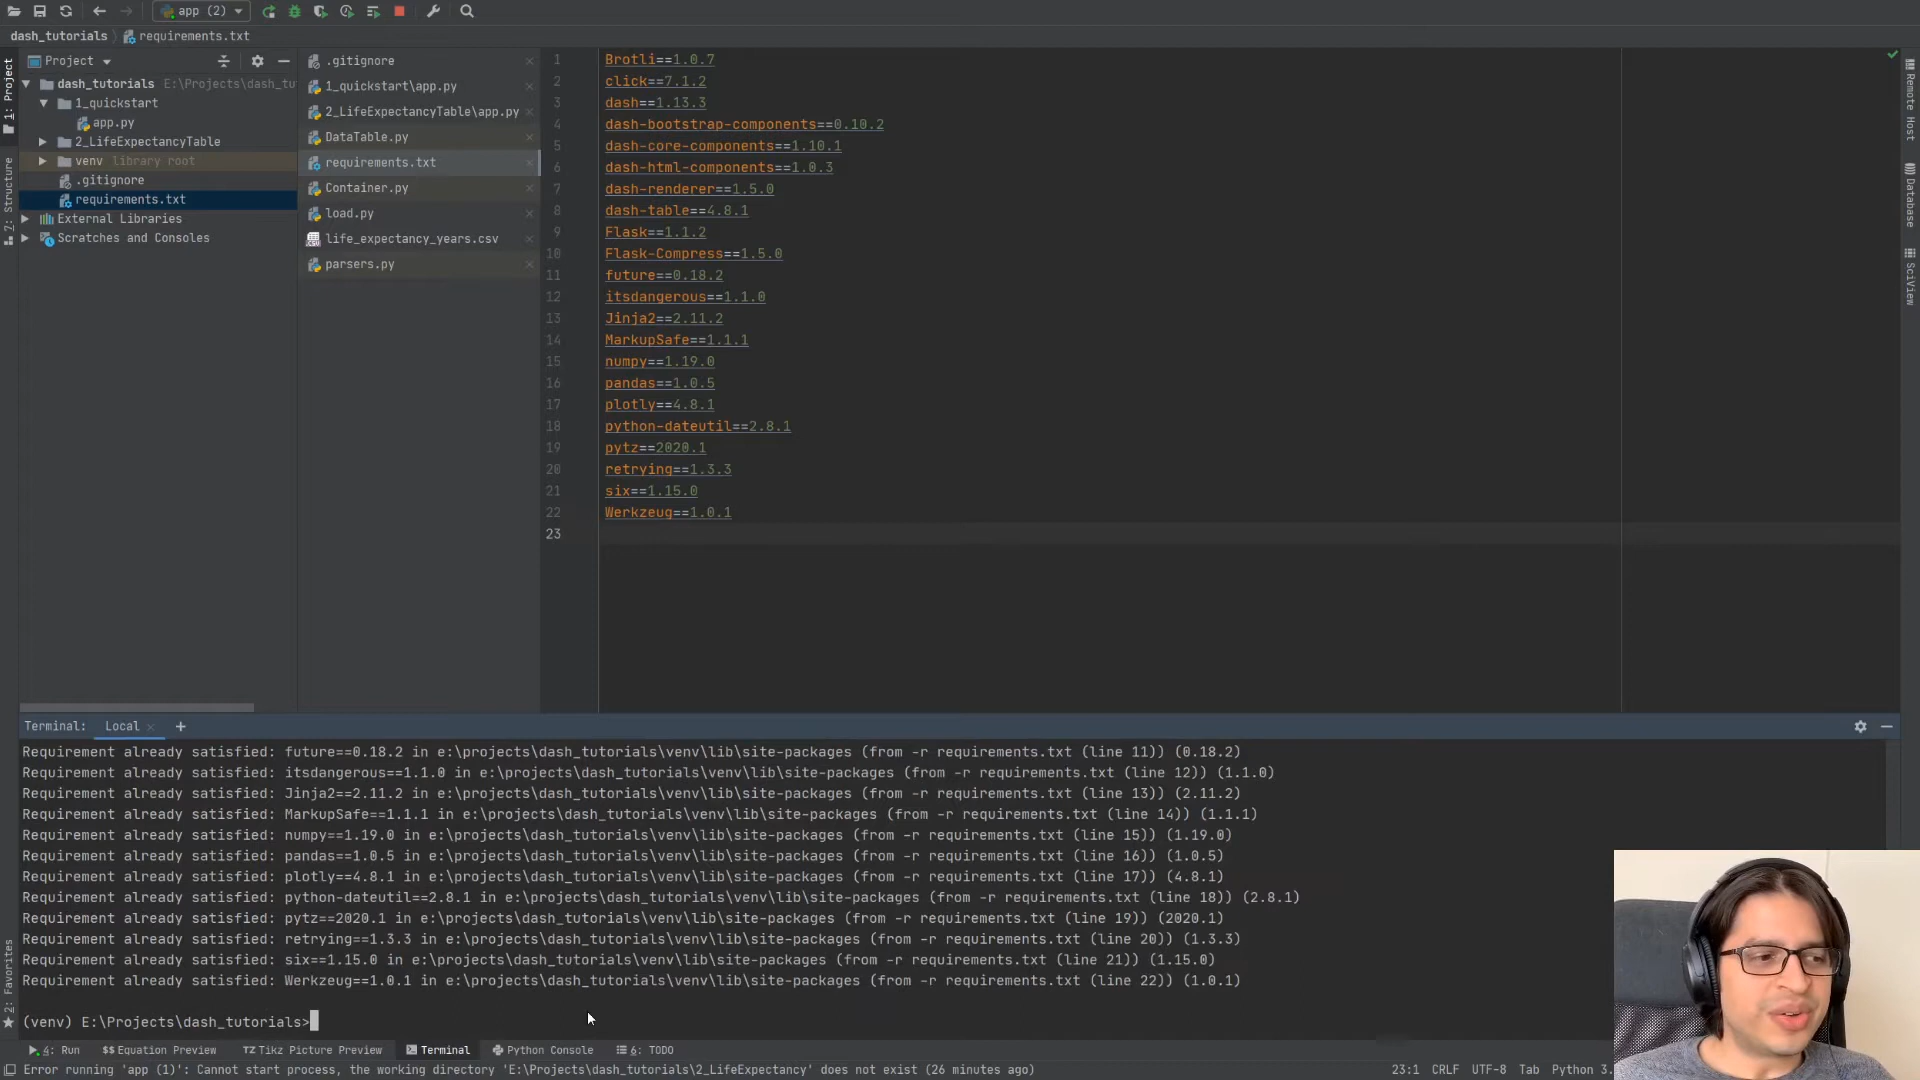 app (2)
dash_tutorials
requirements.txt
1: Project
7: Structure
2: Favorites
Project
dash_tutorials E:\Projects\dash_tu
1_quickstart
app.py
2_LifeExpectancyTable
venv library root
.gitignore
requirements.txt
External Libraries
Scratches and Consoles
.gitignore
1_quickstart\app.py
2_LifeExpectancyTable\app.py
DataTable.py
requirements.txt
Container.py
load.py
life_expectancy_years.csv
parsers.py
1 Brotli==1.0.7
2 click==7.1.2
3 dash==1.13.3
4 dash-bootstrap-components==0.10.2
5 dash-core-components==1.10.1
6 dash-html-components==1.0.3
7 dash-renderer==1.5.0
8 dash-table==4.8.1
9 Flask==1.1.2
10 Flask-Compress==1.5.0
11 future==0.18.2
12 itsdangerous==1.1.0
13 Jinja2==2.11.2
14 MarkupSafe==1.1.1
15 numpy==1.19.0
16 pandas==1.0.5
17 plotly==4.8.1
18 python-dateutil==2.8.1
19 pytz==2020.1
20 retrying==1.3.3
21 six==1.15.0
22 Werkzeug==1.0.1
23
Remote Host
Database
SciView
Terminal: Local +
Requirement already satisfied: future==0.18.2 in e:\projects\dash_tutorials\venv\lib\site-packages (from -r requirements.txt (line 11)) (0.18.2)
Requirement already satisfied: itsdangerous==1.1.0 in e:\projects\dash_tutorials\venv\lib\site-packages (from -r requirements.txt (line 12)) (1.1.0)
Requirement already satisfied: Jinja2==2.11.2 in e:\projects\dash_tutorials\venv\lib\site-packages (from -r requirements.txt (line 13)) (2.11.2)
Requirement already satisfied: MarkupSafe==1.1.1 in e:\projects\dash_tutorials\venv\lib\site-packages (from -r requirements.txt (line 14)) (1.1.1)
Requirement already satisfied: numpy==1.19.0 in e:\projects\dash_tutorials\venv\lib\site-packages (from -r requirements.txt (line 15)) (1.19.0)
Requirement already satisfied: pandas==1.0.5 in e:\projects\dash_tutorials\venv\lib\site-packages (from -r requirements.txt (line 16)) (1.0.5)
Requirement already satisfied: plotly==4.8.1 in e:\projects\dash_tutorials\venv\lib\site-packages (from -r requirements.txt (line 17)) (4.8.1)
Requirement already satisfied: python-dateutil==2.8.1 in e:\projects\dash_tutorials\venv\lib\site-packages (from -r requirements.txt (line 18)) (2.8.1)
Requirement already satisfied: pytz==2020.1 in e:\projects\dash_tutorials\venv\lib\site-packages (from -r requirements.txt (line 19)) (2020.1)
Requirement already satisfied: retrying==1.3.3 in e:\projects\dash_tutorials\venv\lib\site-packages (from -r requirements.txt (line 20)) (1.3.3)
Requirement already satisfied: six==1.15.0 in e:\projects\dash_tutorials\venv\lib\site-packages (from -r requirements.txt (line 21)) (1.15.0)
Requirement already satisfied: Werkzeug==1.0.1 in e:\projects\dash_tutorials\venv\lib\site-packages (from -r requirements.txt (line 22)) (1.0.1)
(venv) E:\Projects\dash_tutorials>
4: Run Equation Preview TZ Tikz Picture Preview Terminal Python Console 6: TODO
Error running 'app (1)': Cannot start process, the working directory 'E:\Projects\dash_tutorials\2_LifeExpectancy' does not exist (26 minutes ago) 23:1 CRLF UTF-8 Tab Python 3.